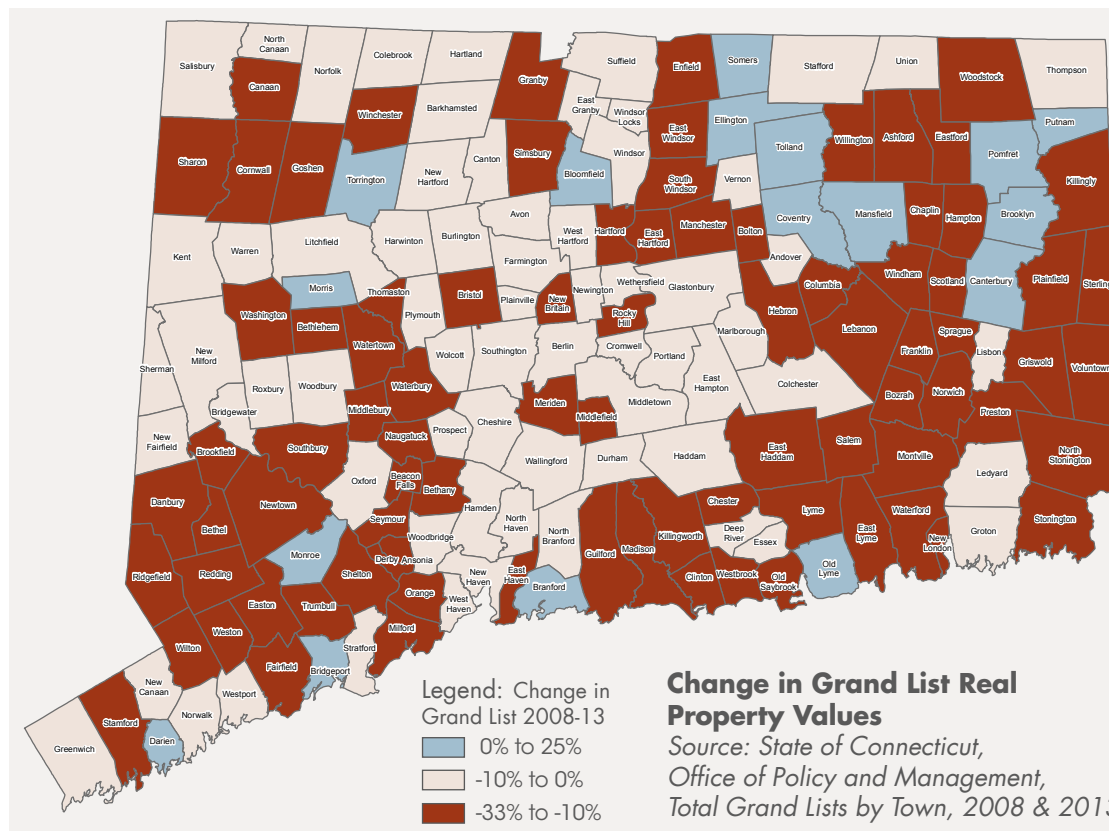 North
Canaan
Colebrook
Hartland
Salisbury
Norfolk
Canaan
Winchester
Barkhamsted
Granby
Suffield
Enfield
Somers
Stafford
Union
Woodstock
Thompson
East
Granby
Windsor
Locks
East
Windsor
Ellington
Putnam
Sharon
Cornwall
Goshen
Torrington
New
Hartford
Canton
Simsbury
Bloomfield
Windsor
South
Windsor
Vernon
Tolland
Willington
Ashford
Eastford
Pomfret
Killingly
Kent
Warren
Litchfield
Harwinton
Burlington
Avon
West
Hartford
Hartford
East
Hartford
Manchester
Bolton
Coventry
Mansfield
Chaplin
Hampton
Brooklyn
Farmington
Andover
Morris
Thomaston
Plymouth
Bristol
Plainville
New
Britain
Newington
Wethersfield
Glastonbury
Rocky
Hill
Hebron
Columbia
Windham
Scotland
Canterbury
Plainfield
Sterling
Washington
Bethlehem
Watertown
Wolcott
Southington
Berlin
Cromwell
Portland
Marlborough
Lebanon
Franklin
Sprague
Lisbon
Griswold
Voluntown
Sherman
New
Milford
Roxbury
Woodbury
Waterbury
East
Hampton
Colchester
Bozrah
Norwich
Preston
Bridgewater
Middlebury
Meriden
Middlefield
Middletown
New
Fairfield
Brookfield
Southbury
Naugatuck
Prospect
Cheshire
Wallingford
Durham
Haddam
East
Haddam
Salem
Montville
Ledyard
North
Stonington
Danbury
Bethel
Newtown
Oxford
Beacon
Falls
Bethany
Hamden
Seymour
Woodbridge
North
Haven
North
Branford
Guilford
Madison
Killingworth
Chester
Deep
River
Essex
Lyme
East
Lyme
Waterford
New
London
Groton
Stonington
Ridgefield
Redding
Monroe
Shelton
Derby
Ansonia
Orange
New
Haven
West
Haven
East
Haven
Branford
Clinton
Westbrook
Old
Saybrook
Old
Lyme
Easton
Trumbull
Milford
Wilton
Weston
Fairfield
Bridgeport
Stratford
New
Canaan
Westport
Norwalk
Stamford
Darien
Greenwich
Legend: Change in
Grand List 2008-13
0% to 25%
-10% to 0%
-33% to -10%
Change in Grand List Real
Property Values
Source: State of Connecticut,
Office of Policy and Management,
Total Grand Lists by Town, 2008 & 2013